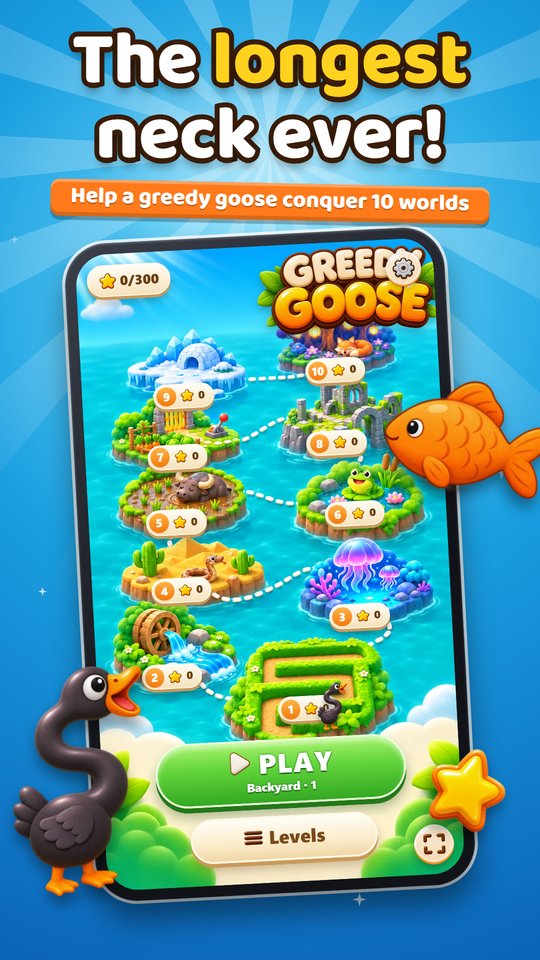 The longest
neck ever!
Help a greedy goose conquer 10 worlds
0/300
GREEDY
GOOSE
10 0
9 0
8 0
7 0
6 0
5 0
4 0
3 0
2 0
1
PLAY
Backyard · 1
Levels